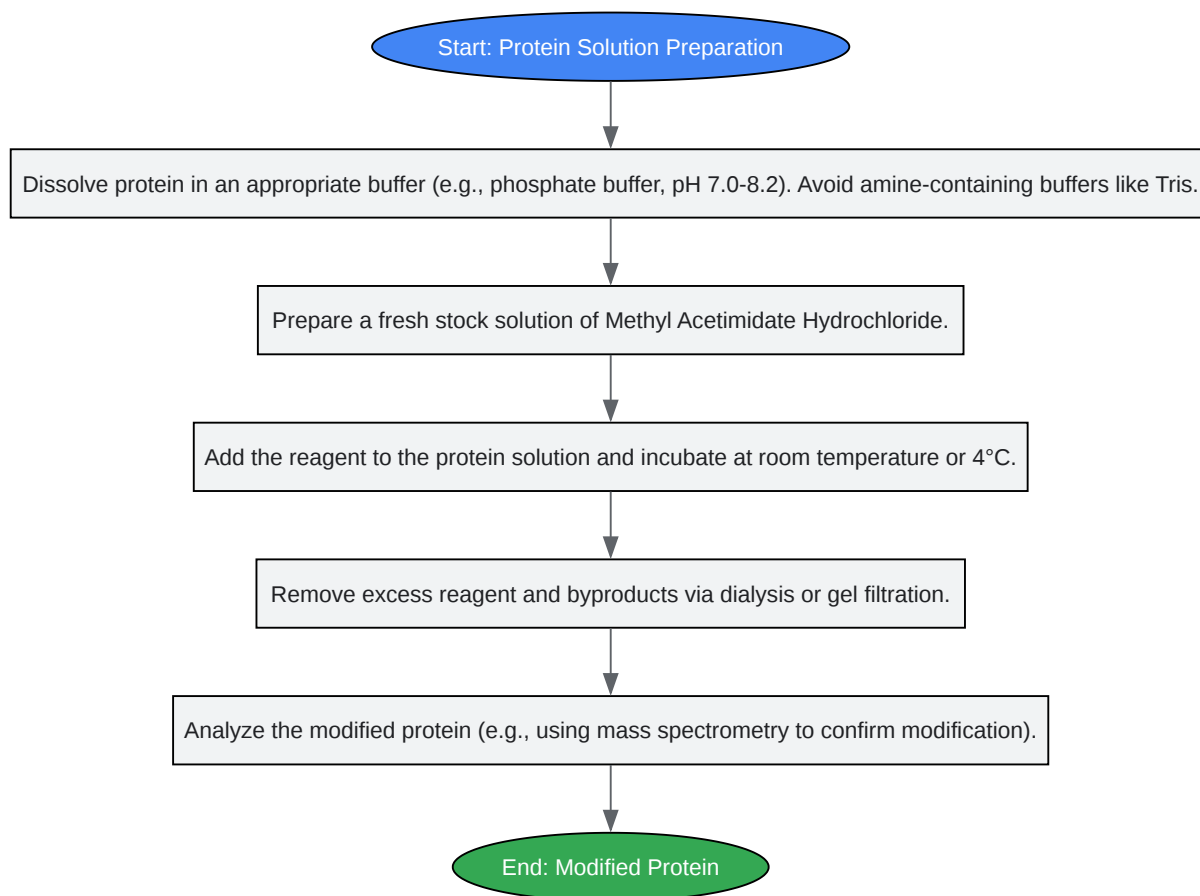 Start: Protein Solution Preparation
Dissolve protein in an appropriate buffer (e.g., phosphate buffer, pH 7.0-8.2). Avoid amine-containing buffers like Tris.
Prepare a fresh stock solution of Methyl Acetimidate Hydrochloride.
Add the reagent to the protein solution and incubate at room temperature or 4°C.
Remove excess reagent and byproducts via dialysis or gel filtration.
Analyze the modified protein (e.g., using mass spectrometry to confirm modification).
End: Modified Protein